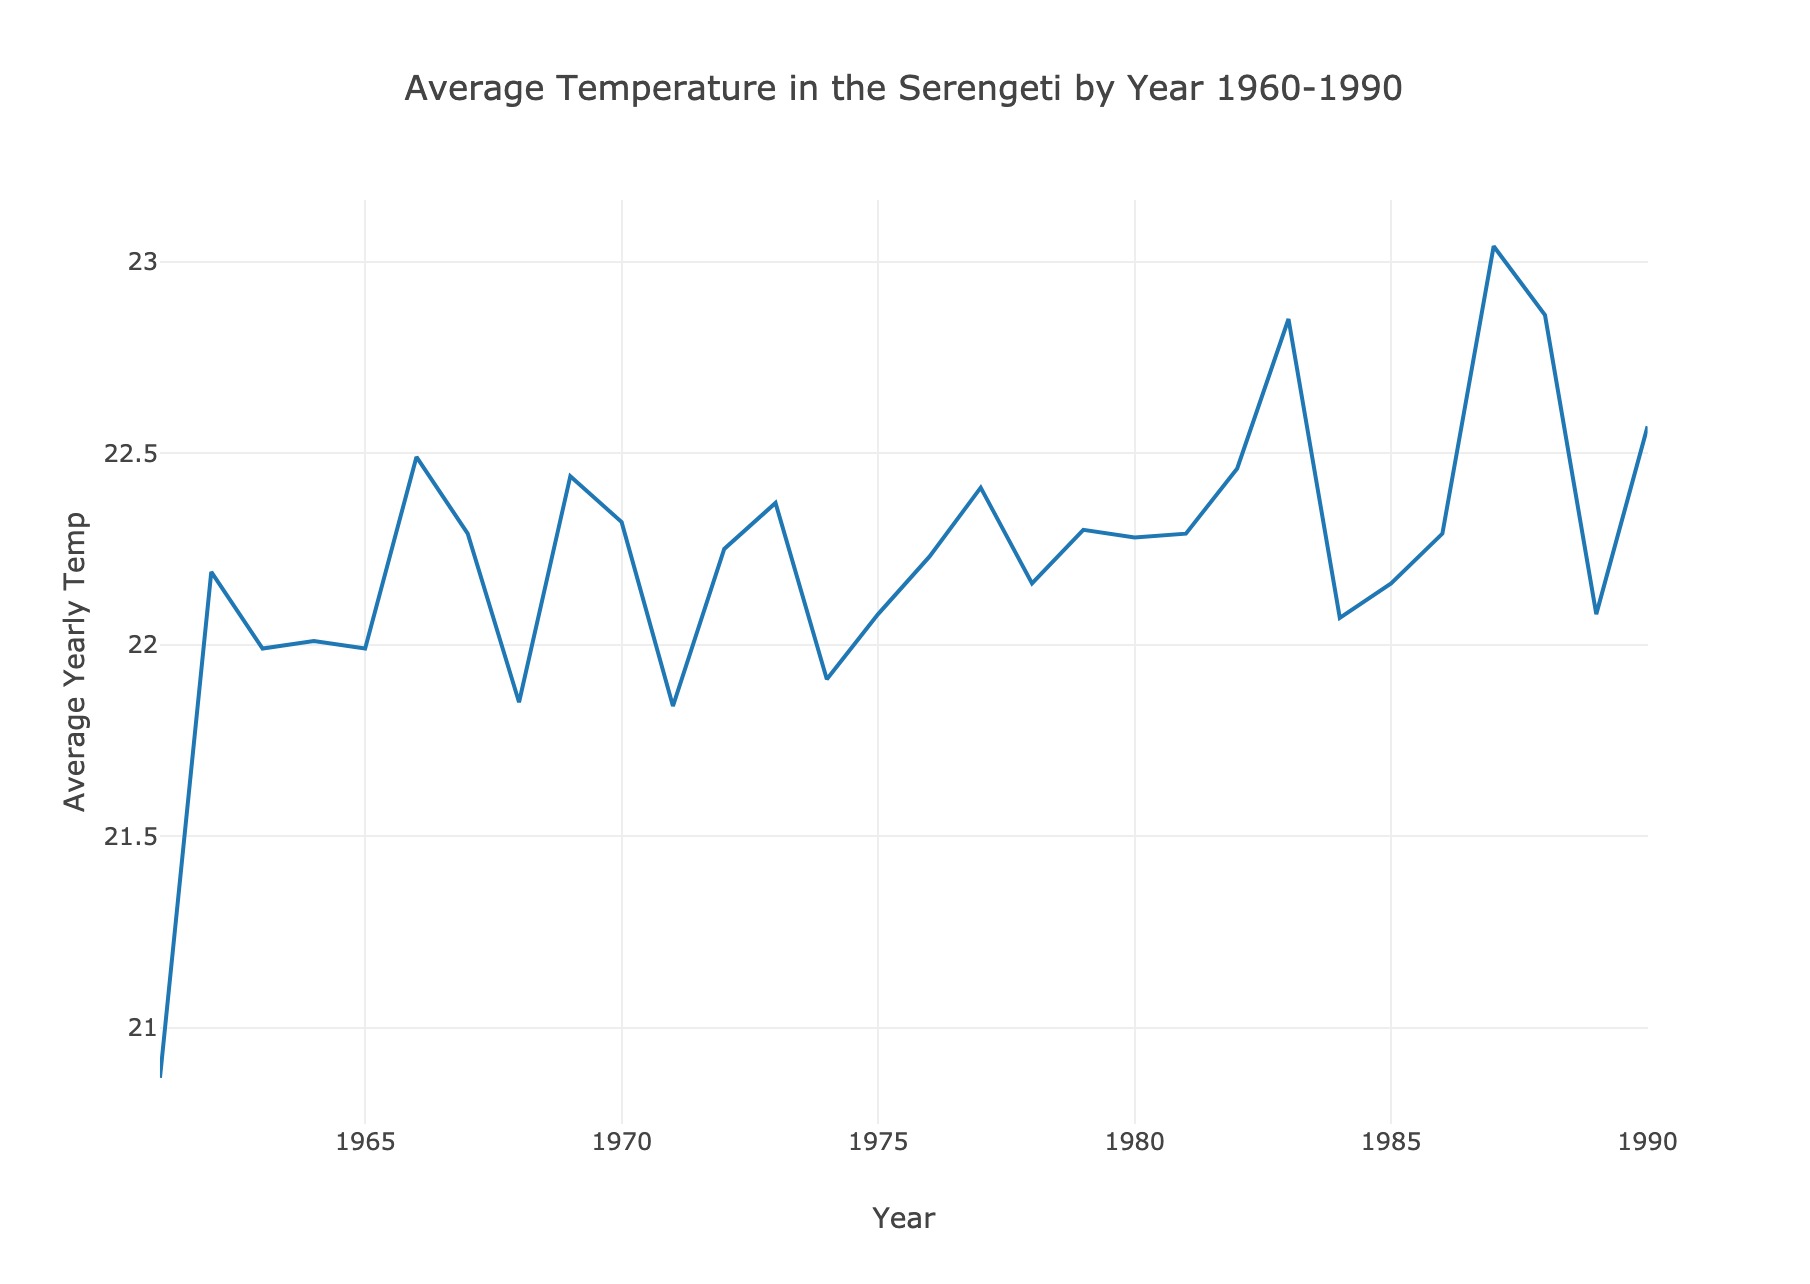 Average Temperature in the Serengeti by Year 1960-1990
23
22.5
22
21.5
21
Average Yearly Temp
1965 1970 1975 1980 1985 1990
Year